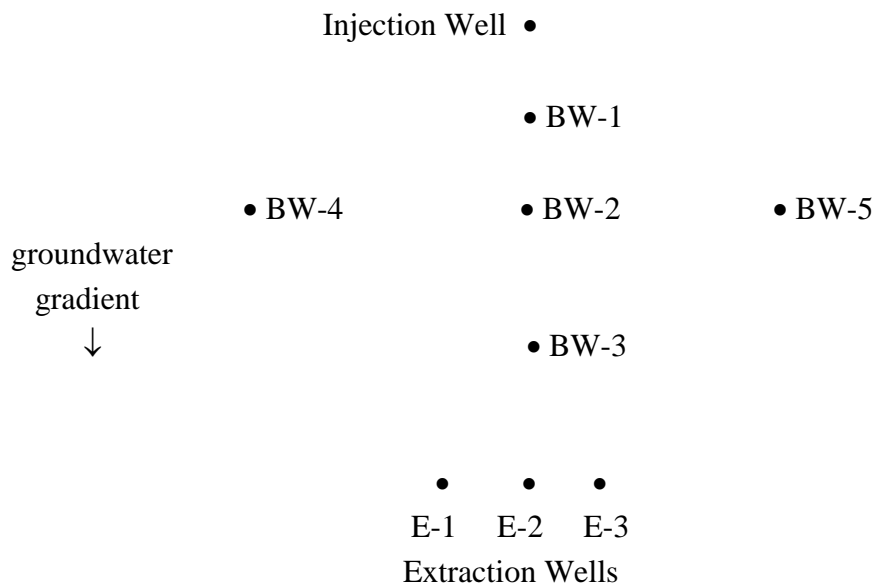 Injection Well •
• BW-1
• BW-4 • BW-2 • BW-5
groundwater
gradient
↓
• BW-3
• • •
E-1 E-2 E-3
Extraction Wells